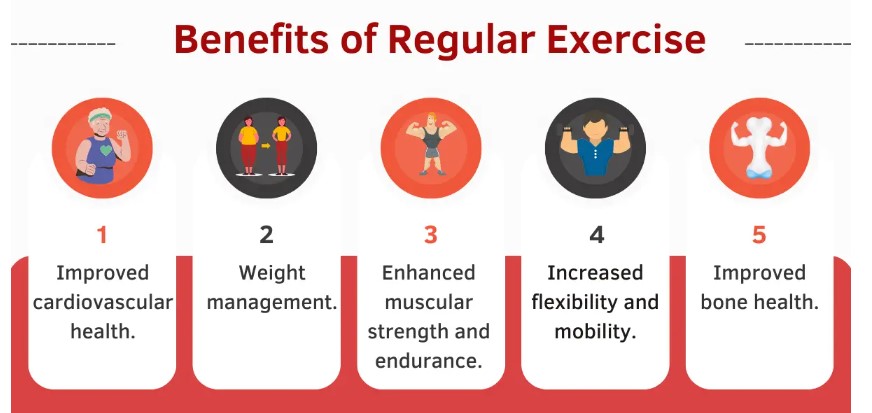 Benefits of Regular Exercise
1
Improved
cardiovascular
health.
2
Weight
management.
3
Enhanced
muscular
strength and
endurance.
4
Increased
flexibility and
mobility.
5
Improved
bone health.